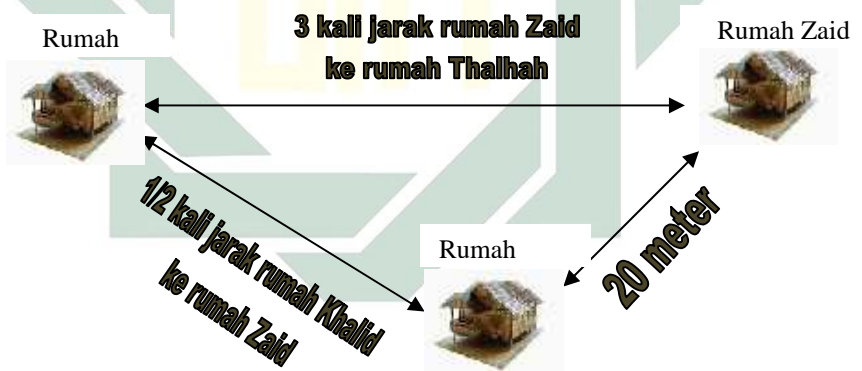 Rumah
3 kali jarak rumah Zaid
ke rumah Thalhah
Rumah Zaid
1/2 kali jarak rumah Khalid
ke rumah Zaid
Rumah
20 meter